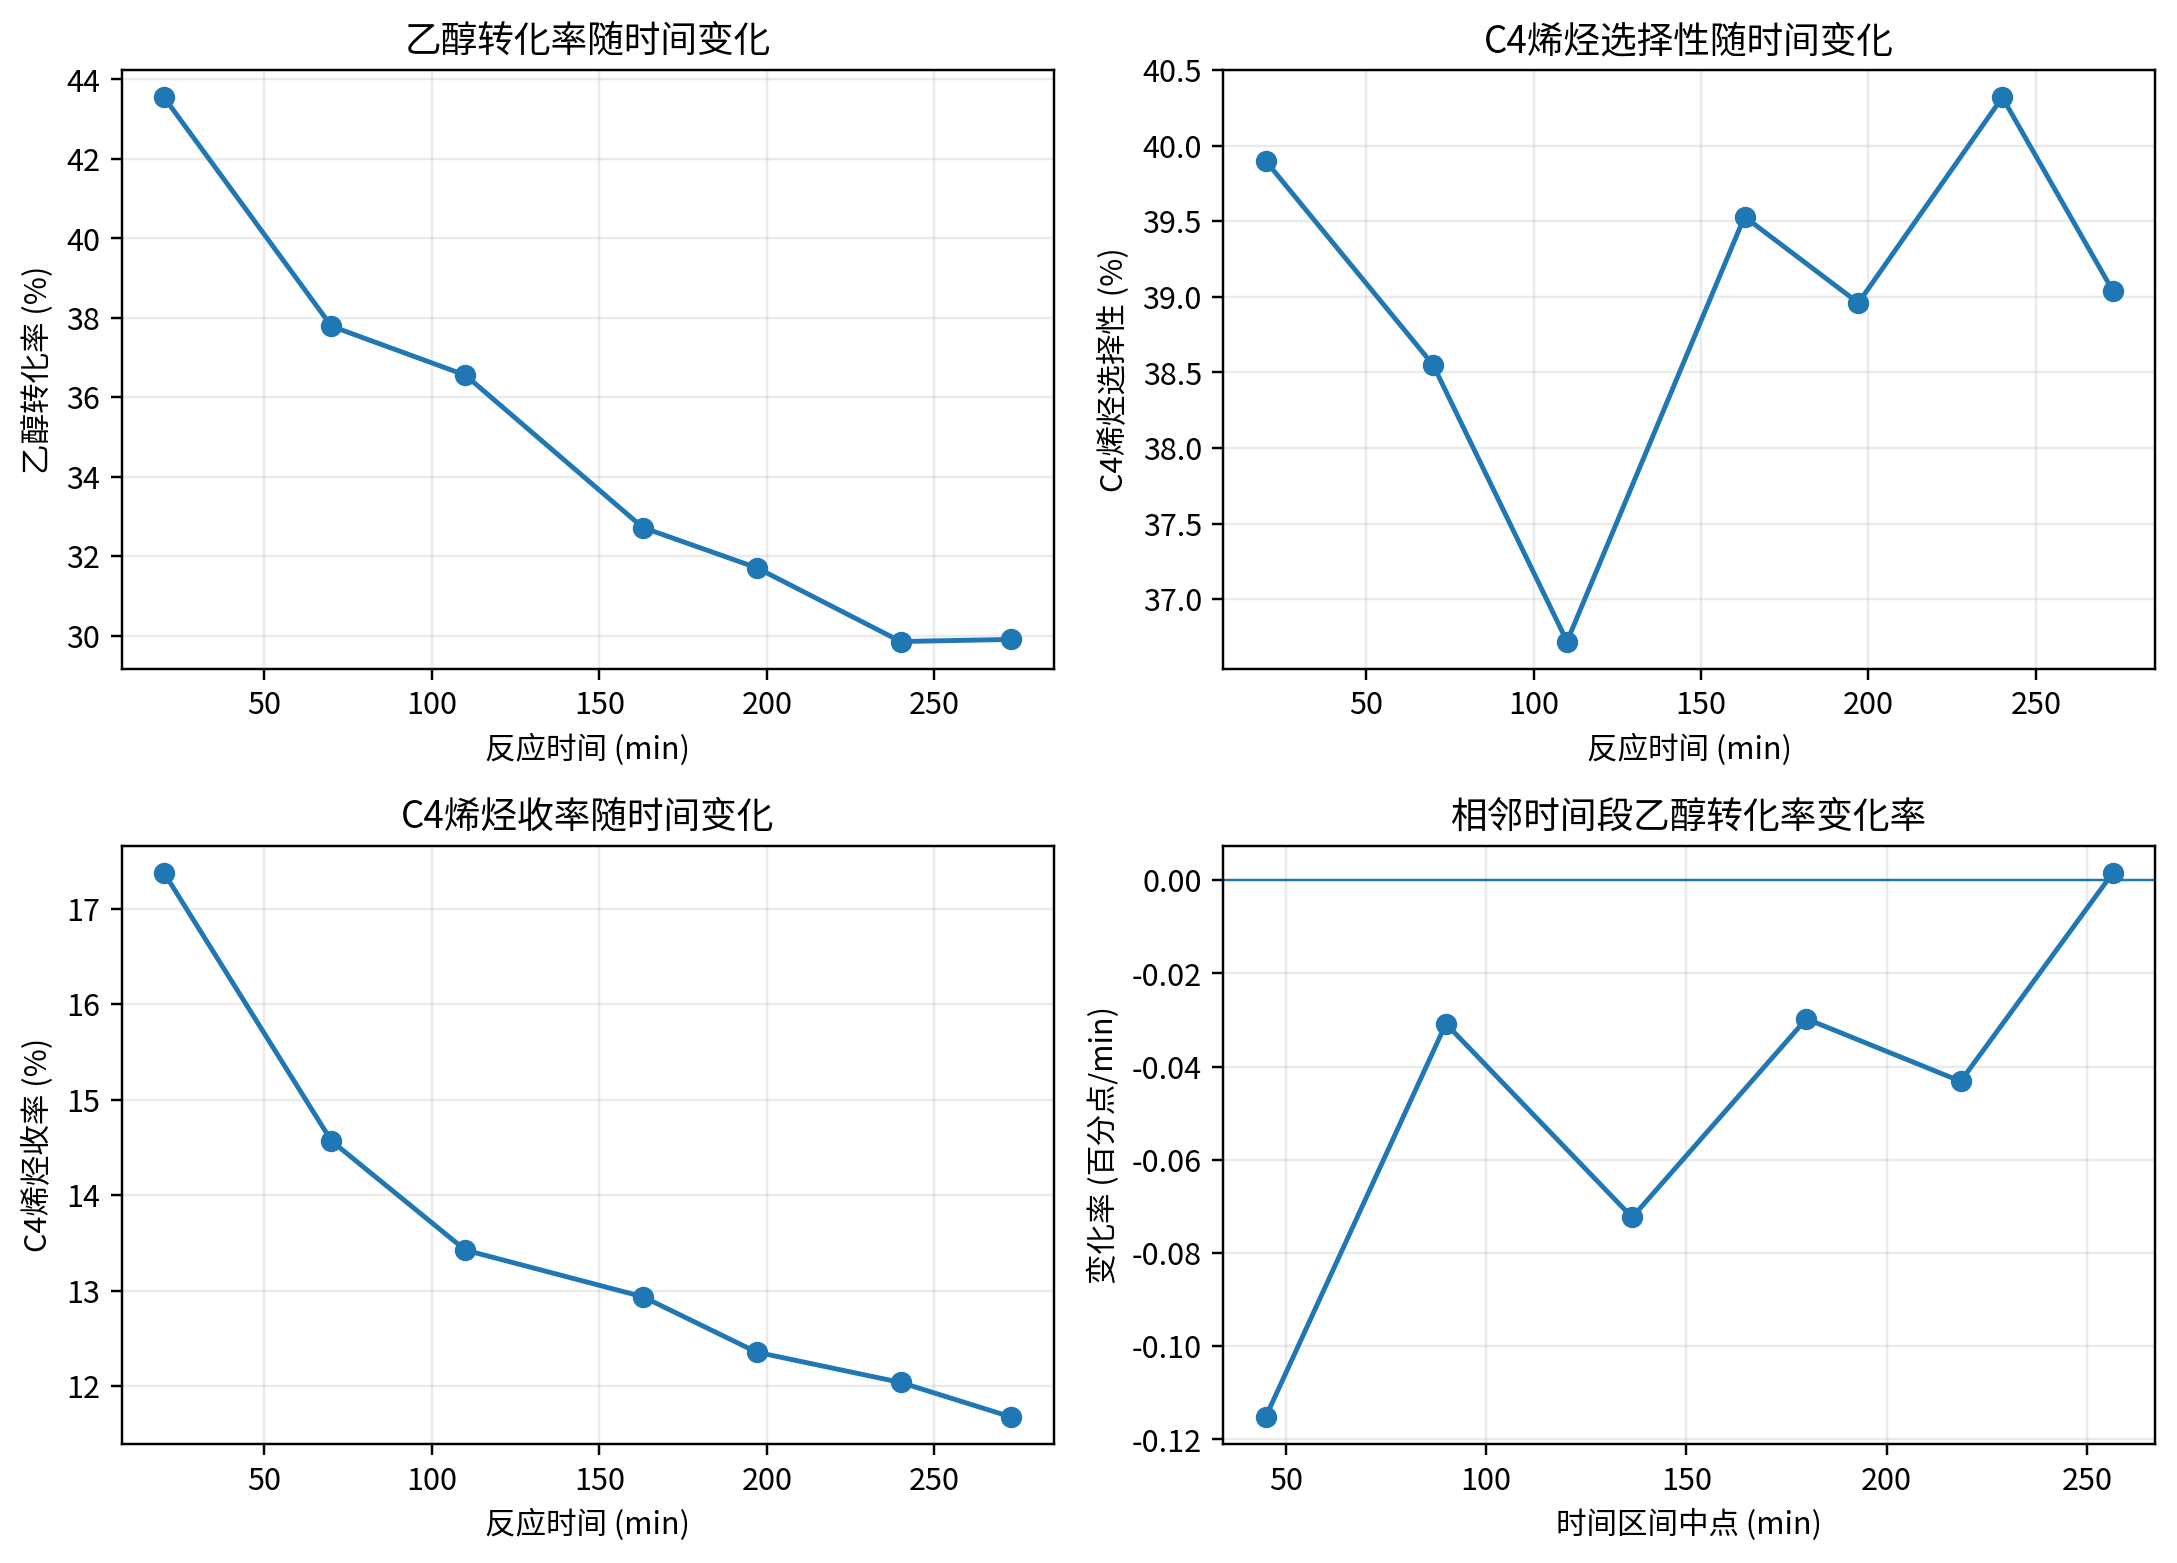 乙醇转化率随时间变化
乙醇转化率 (%)
44
42
40
38
36
34
32
30
50 100 150 200 250
反应时间 (min)
C4烯烃选择性随时间变化
C4烯烃选择性 (%)
40.5
40.0
39.5
39.0
38.5
38.0
37.5
37.0
50 100 150 200 250
反应时间 (min)
C4烯烃收率随时间变化
C4烯烃收率 (%)
17
16
15
14
13
12
50 100 150 200 250
反应时间 (min)
相邻时间段乙醇转化率变化率
变化率 (百分点/min)
0.00
-0.02
-0.04
-0.06
-0.08
-0.10
-0.12
50 100 150 200 250
时间区间中点 (min)